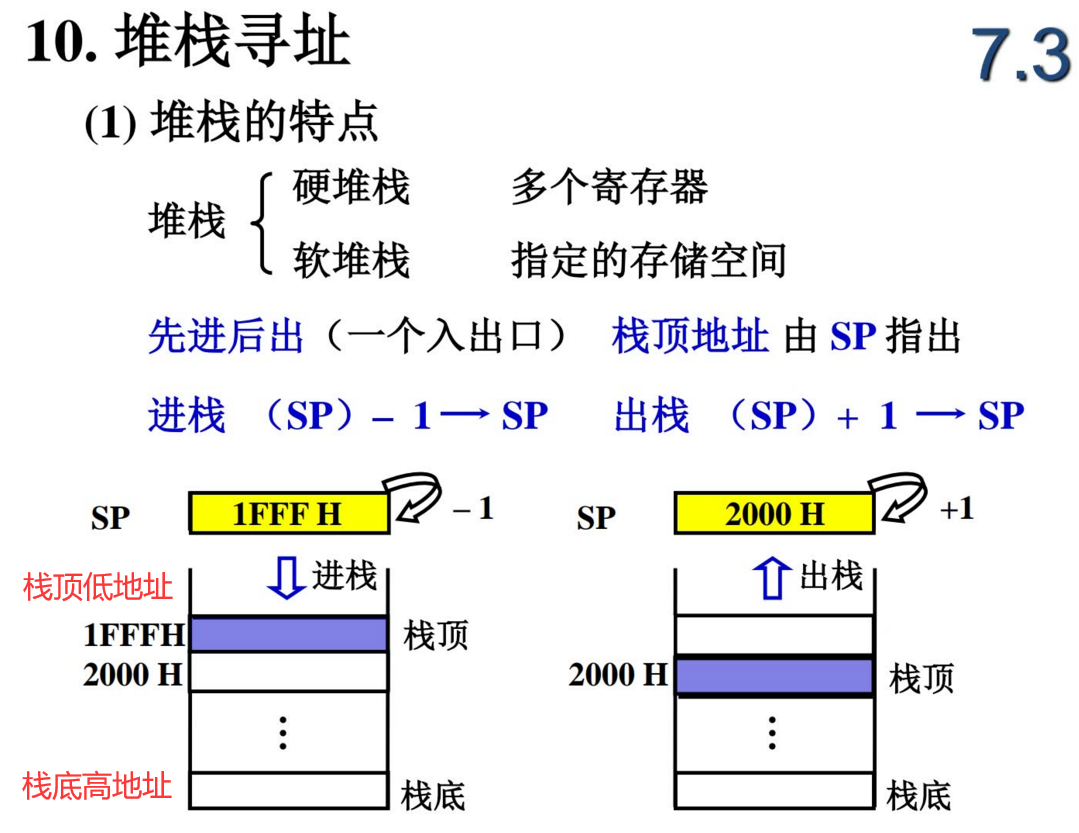 10. 堆栈寻址
7.3
(1) 堆栈的特点
堆栈
硬堆栈 多个寄存器
软堆栈 指定的存储空间
先进后出（一个入出口） 栈顶地址 由 SP 指出
进栈 （SP）– 1 → SP 出栈 （SP）+ 1 → SP
SP 1FFF H – 1
栈顶低地址
进栈
1FFFH 栈顶
2000 H
⋮
栈底高地址
栈底
SP 2000 H +1
出栈
2000 H 栈顶
⋮
栈底